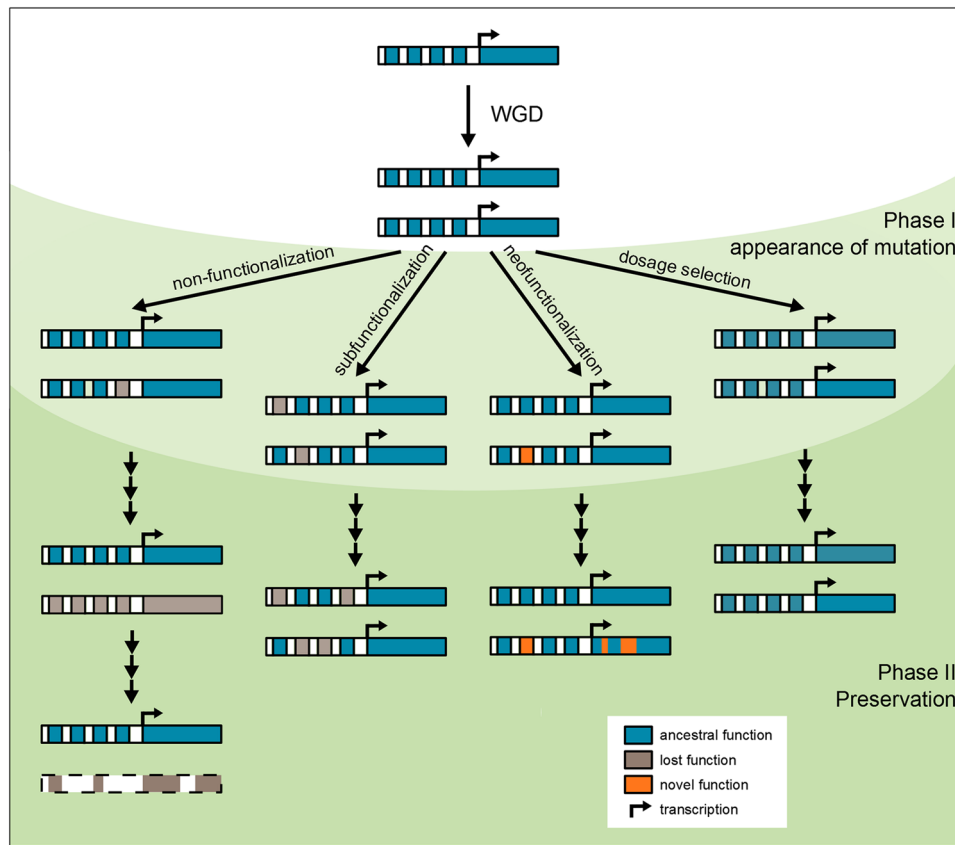 WGD
Phase I
appearance of mutation
non-functionalization
subfunctionalization
neofunctionalization
dosage selection
Phase II
Preservation
ancestral function
lost function
novel function
transcription